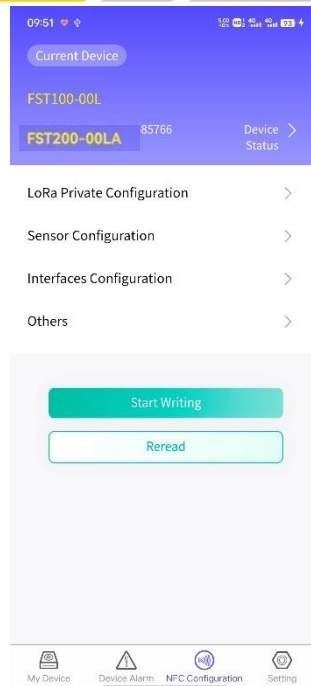 09:51
Current Device
FST100-00L
FST200-00LA 85766
Device Status
LoRa Private Configuration
Sensor Configuration
Interfaces Configuration
Others
Start Writing
Reread
My Device Device Alarm NFC Configuration Setting